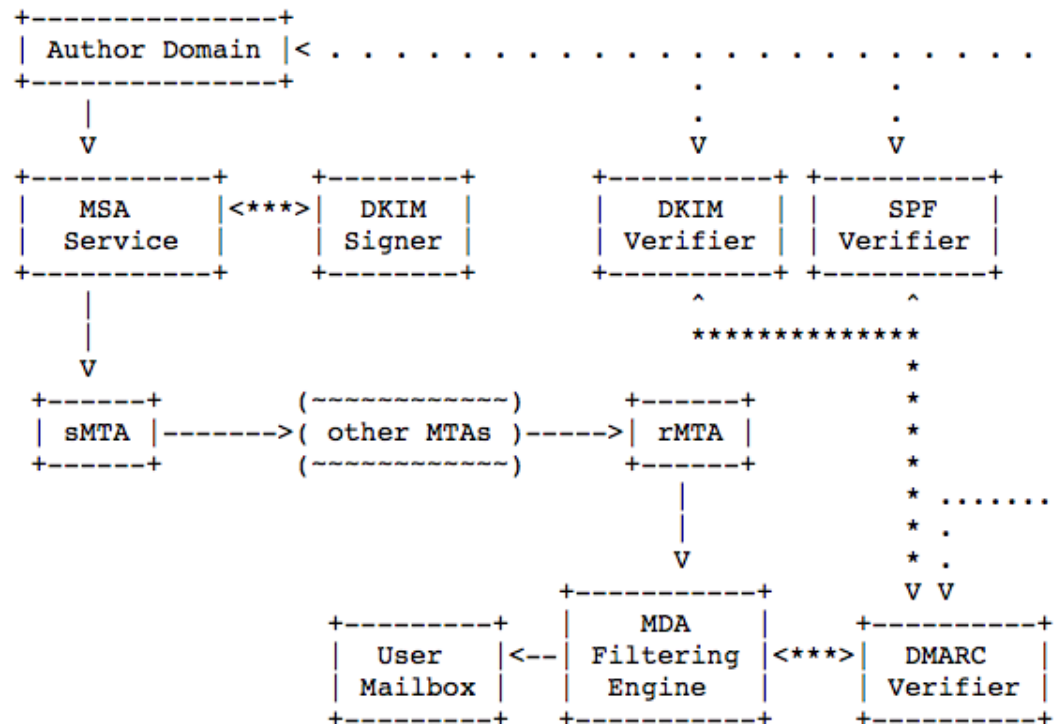 +---------------+
| Author Domain |< . . . . . . . . . . . . . . . . . . . . . . .
+---------------+                        .           .
    |                                    .           .
    V                                    V           V
+-----------+     +--------+       +----------+ +----------+
|   MSA     |<***>|  DKIM  |       |   DKIM   | |    SPF   |
|  Service  |     | Signer |       | Verifier | | Verifier |
+-----------+     +--------+       +----------+ +----------+
    |                                    ^            ^
    |                                    **************
    V                                                 *
 +------+        (~~~~~~~~~~~~)      +------+         *
 | sMTA |------->( other MTAs )----->| rMTA |         *
 +------+        (~~~~~~~~~~~~)      +------+         *
                                        |             * .......
                                        |             * .
                                        V             * .
                                 +-----------+        V V
                   +---------+   |    MDA    |     +----------+
                   |  User   |<--| Filtering |<***>|  DMARC   |
                   | Mailbox |   |  Engine   |     | Verifier |
                   +---------+   +-----------+     +----------+